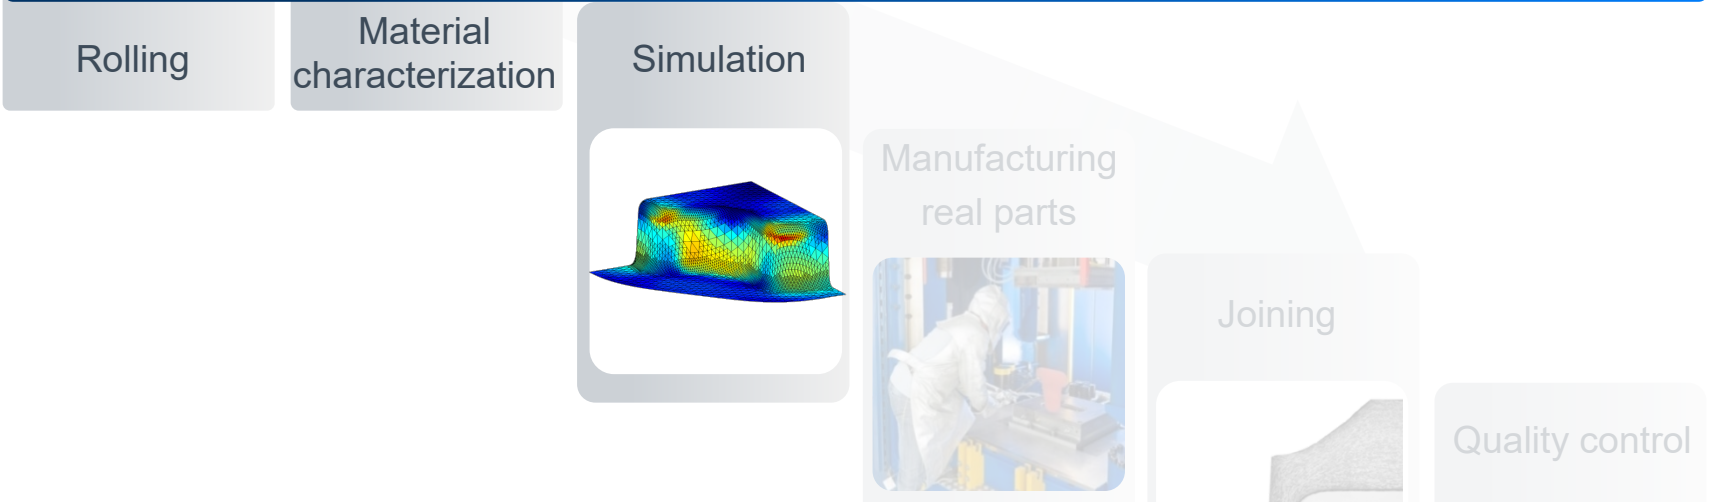 Rolling
Material
characterization
Simulation
Manufacturing
real parts
Joining
Quality control